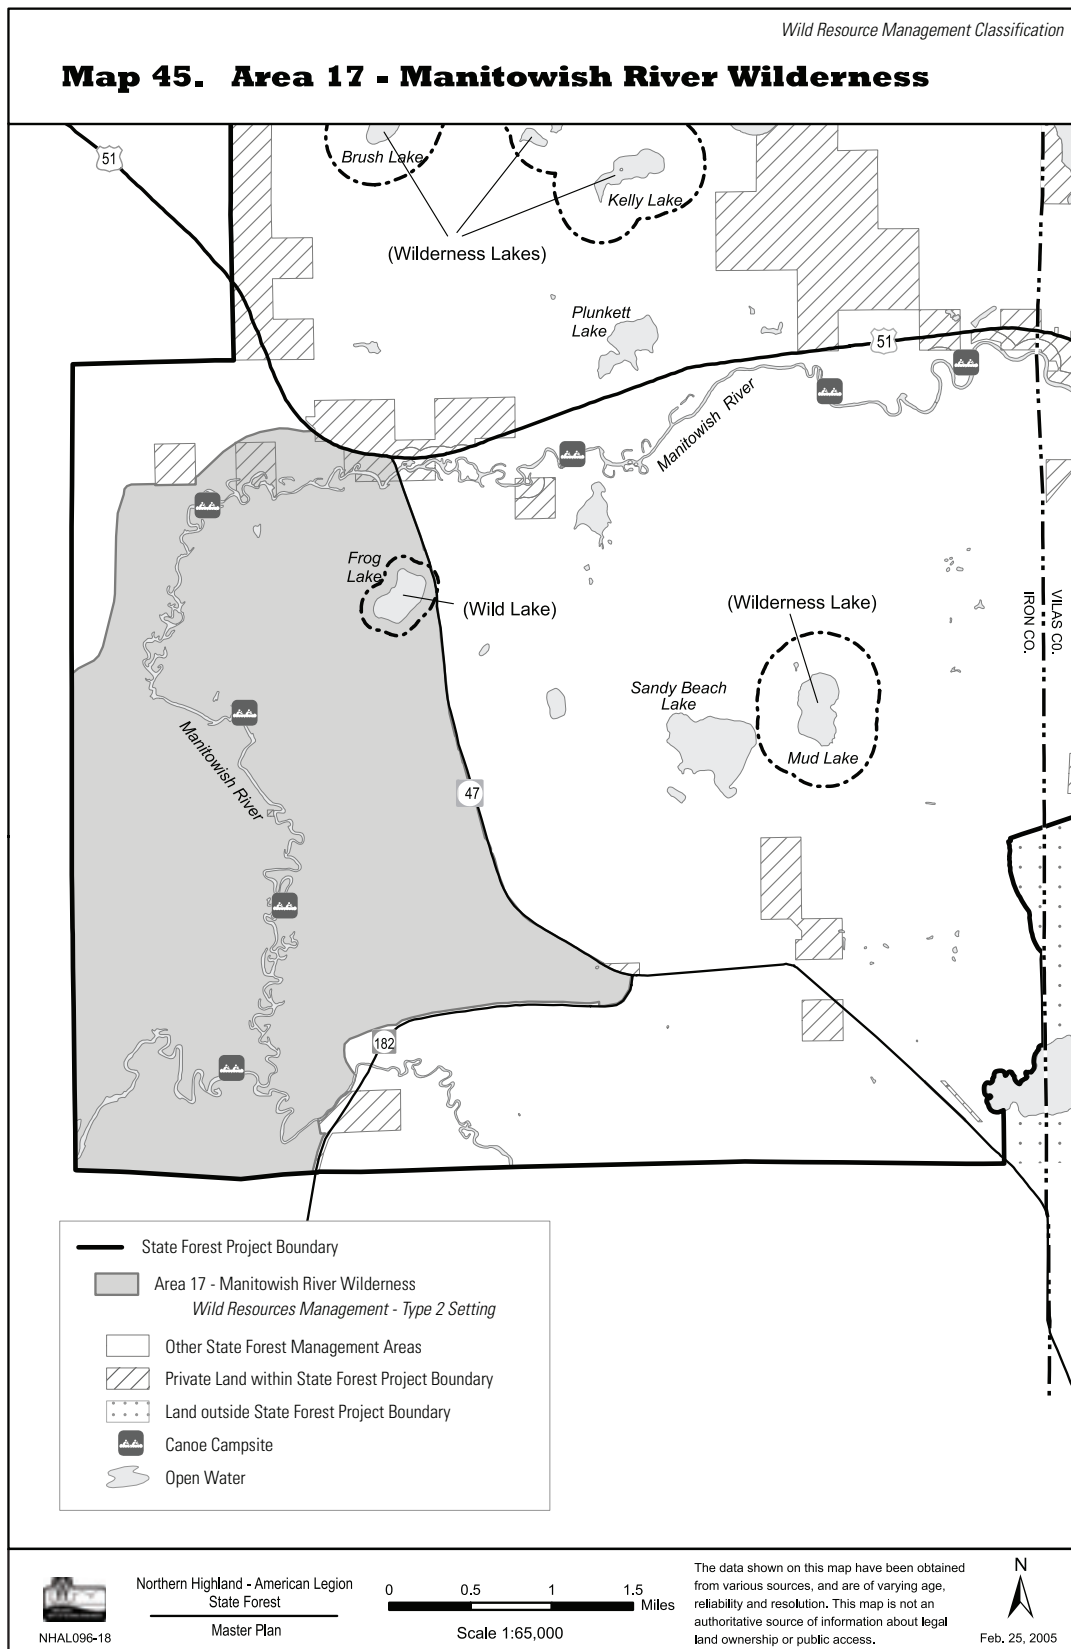 Wild Resource Management Classification
Map 45.   Area 17 - Manitowish River Wilderness
51
Brush Lake
Kelly Lake
(Wilderness Lakes)
Plunkett
Lake
51
Manitowish River
Frog
Lake
(Wild Lake)
(Wilderness Lake)
VILAS CO.
IRON CO.
Sandy Beach
Lake
Mud Lake
Manitowish River
47
182
State Forest Project Boundary
Area 17 - Manitowish River Wilderness
Wild Resources Management - Type 2 Setting
Other State Forest Management Areas
Private Land within State Forest Project Boundary
Land outside State Forest Project Boundary
Canoe Campsite
Open Water
NHAL096-18
Northern Highland - American Legion
State Forest
Master Plan
0 0.5 1 1.5
Miles
Scale 1:65,000
The data shown on this map have been obtained
from various sources, and are of varying age,
reliability and resolution. This map is not an
authoritative source of information about legal
land ownership or public access.
N
Feb. 25, 2005